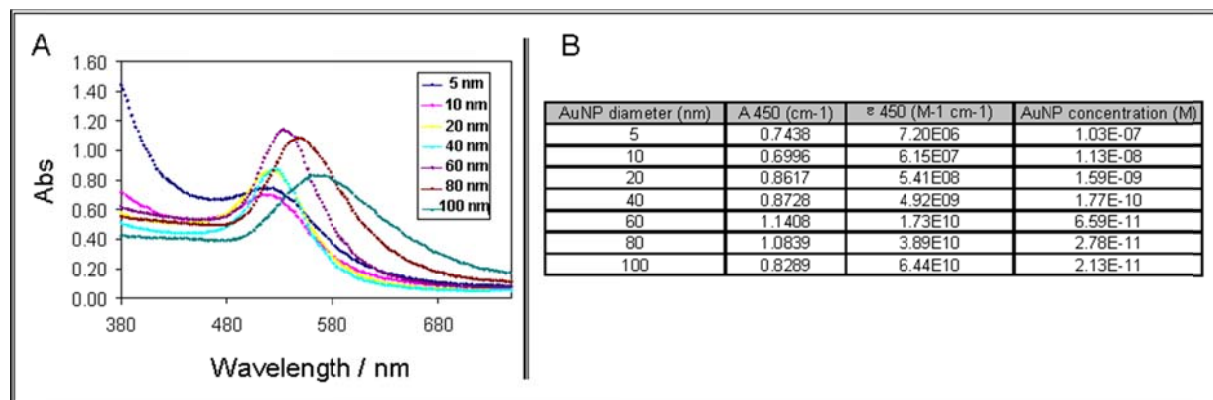 A
B
1.60
1.40
1.20
1.00
0.80
0.60
0.40
0.20
0.00
Abs
380
480
580
680
Wavelength / nm
5 nm
10 nm
20 nm
40 nm
60 nm
80 nm
100 nm
AuNP diameter (nm) A 450 (cm-1) ε 450 (M-1 cm-1) AuNP concentration (M)
5 0.7438 7.20E06 1.03E-07
10 0.6996 6.15E07 1.13E-08
20 0.8617 5.41E08 1.59E-09
40 0.8728 4.92E09 1.77E-10
60 1.1408 1.73E10 6.59E-11
80 1.0839 3.89E10 2.78E-11
100 0.8289 6.44E10 2.13E-11